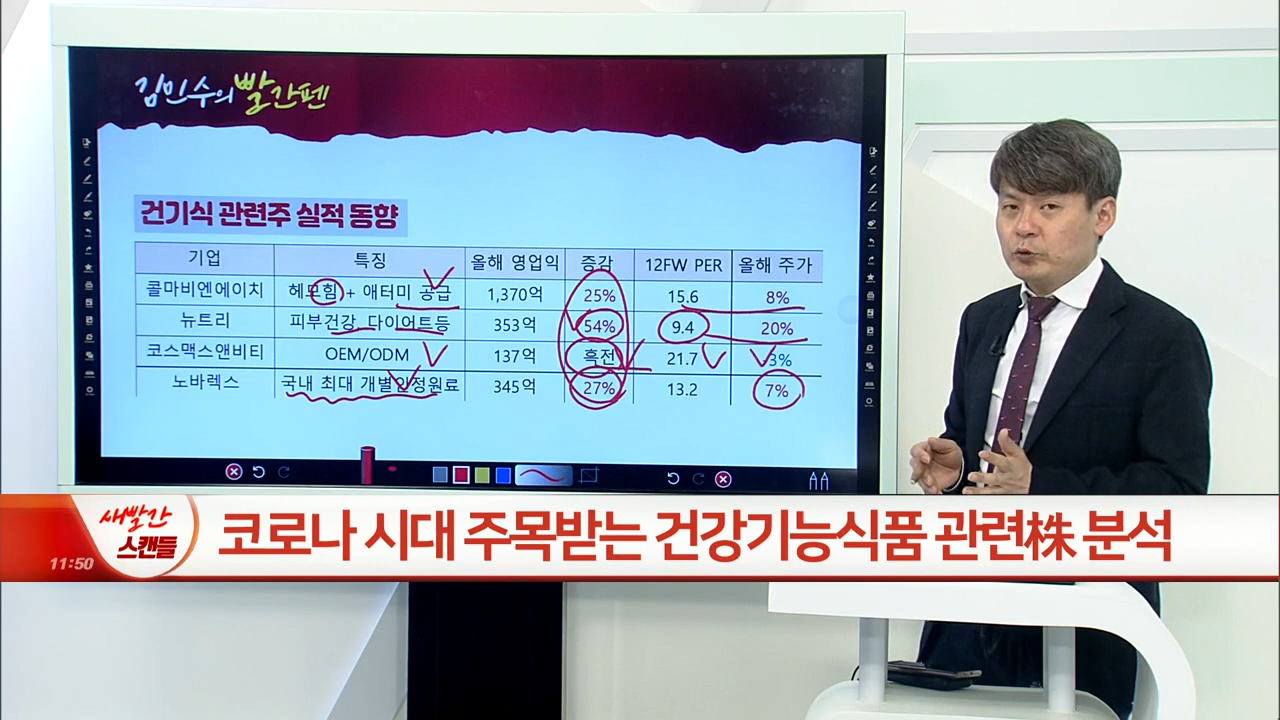 김민수의 빨간펜
건기식 관련주 실적 동향
기업 특징 올해 영업익 증감 12FW PER 올해 주가
콜마비엔에이치 헤모힘 + 애터미 공급 1,370억 25% 15.6 8%
뉴트리 피부건강, 다이어트등 353억 54% 9.4 20%
코스맥스앤비티 OEM/ODM 137억 흑전 21.7 3%
노바렉스 국내 최대 개별인정원료 345억 27% 13.2 7%
새빨간
스캔들
11:50
코로나 시대 주목받는 건강기능식품 관련株 분석